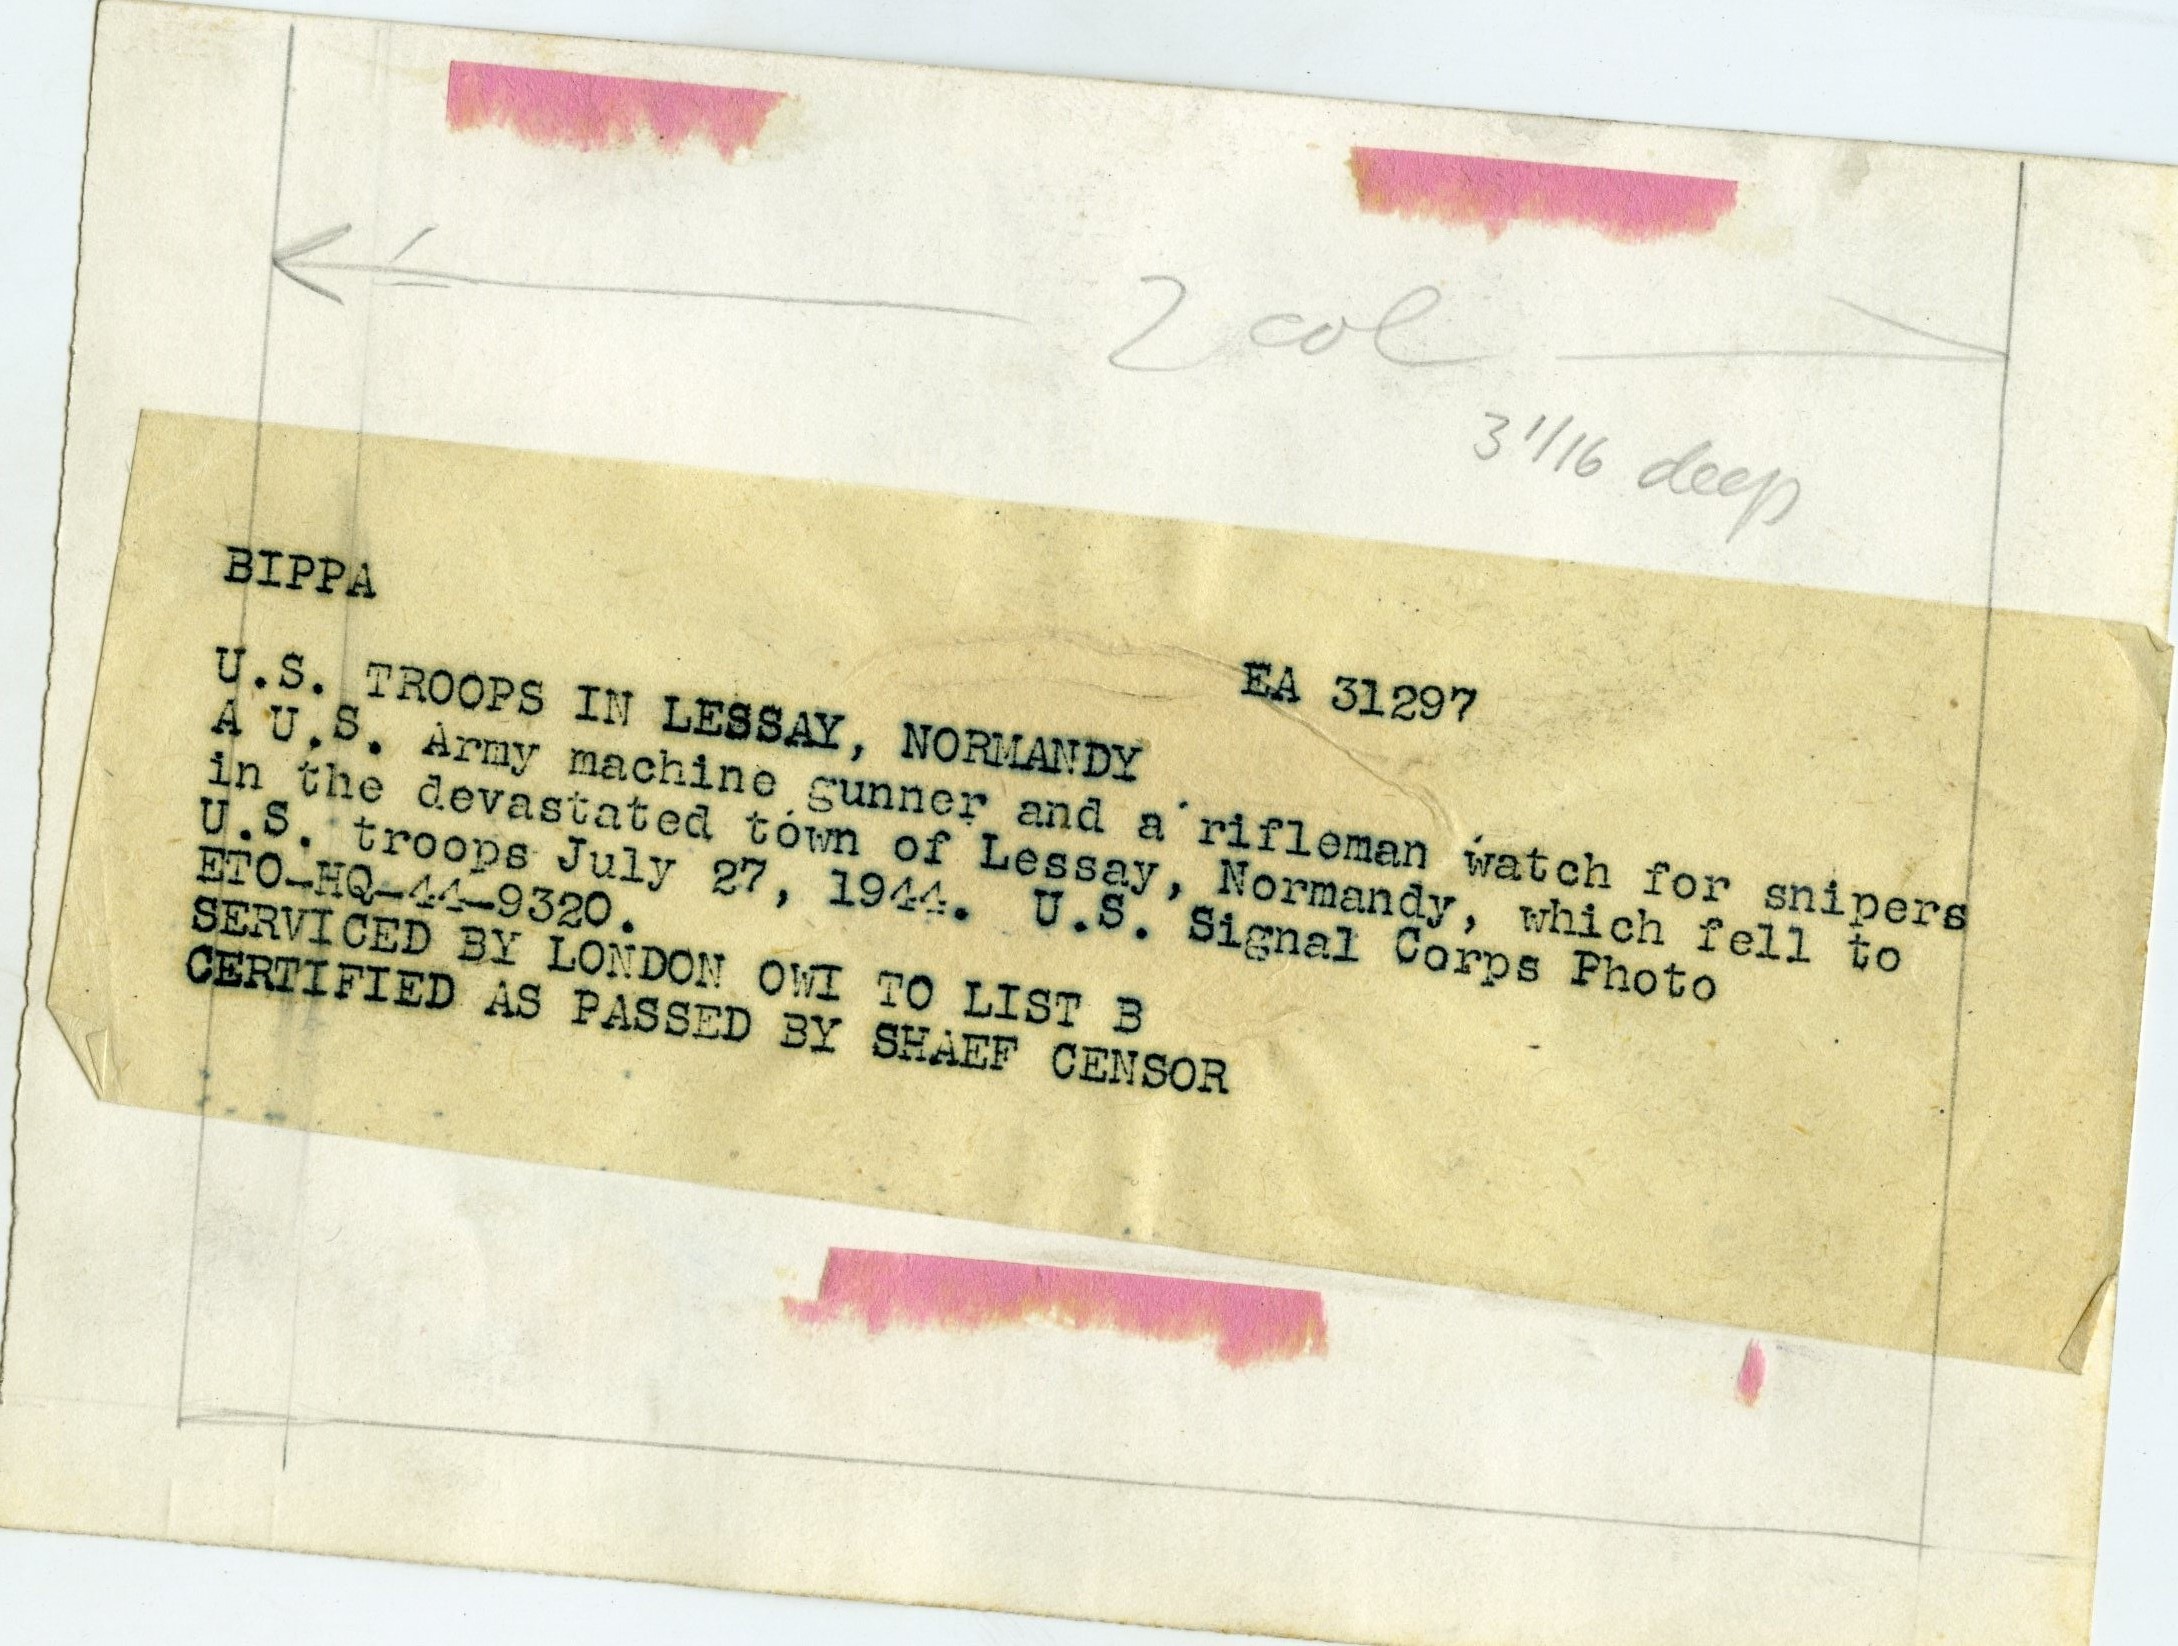 2 col
3 1/16 deep
BIPPA
EA 31297
U.S. TROOPS IN LESSAY, NORMANDY
A U.S. Army machine gunner and a rifleman watch for snipers
in the devastated town of Lessay, Normandy, which fell to
U.S. troops July 27, 1944. U.S. Signal Corps Photo
ETO-HQ-44-9320.
SERVICED BY LONDON OWI TO LIST B
CERTIFIED AS PASSED BY SHAEF CENSOR